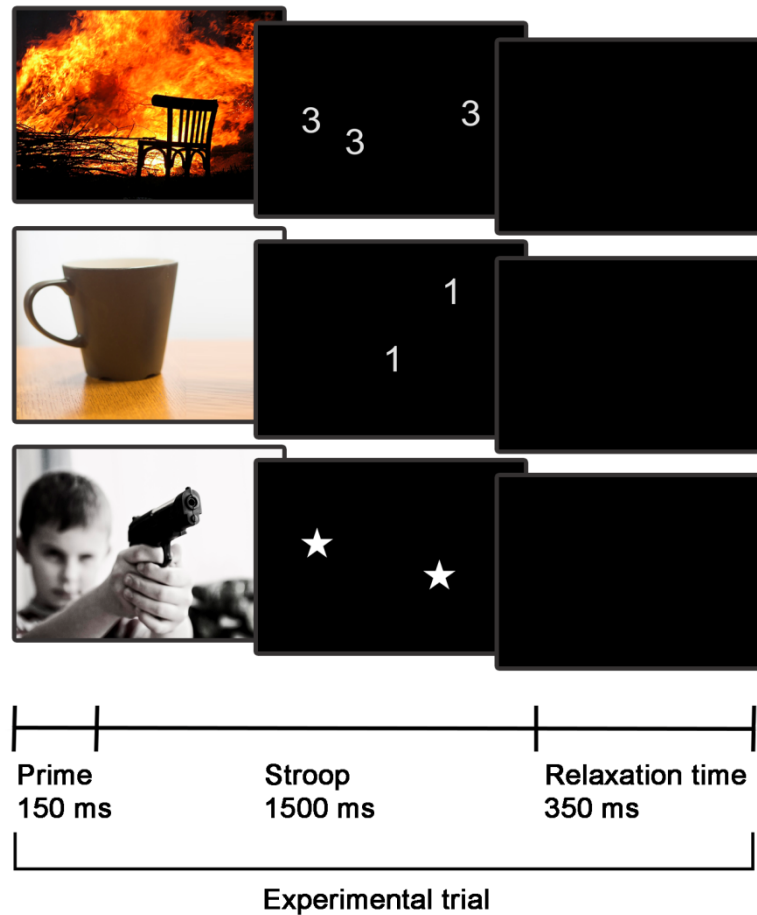 3 3 3
1
1
Prime Stroop Relaxation time
150 ms 1500 ms 350 ms
Experimental trial